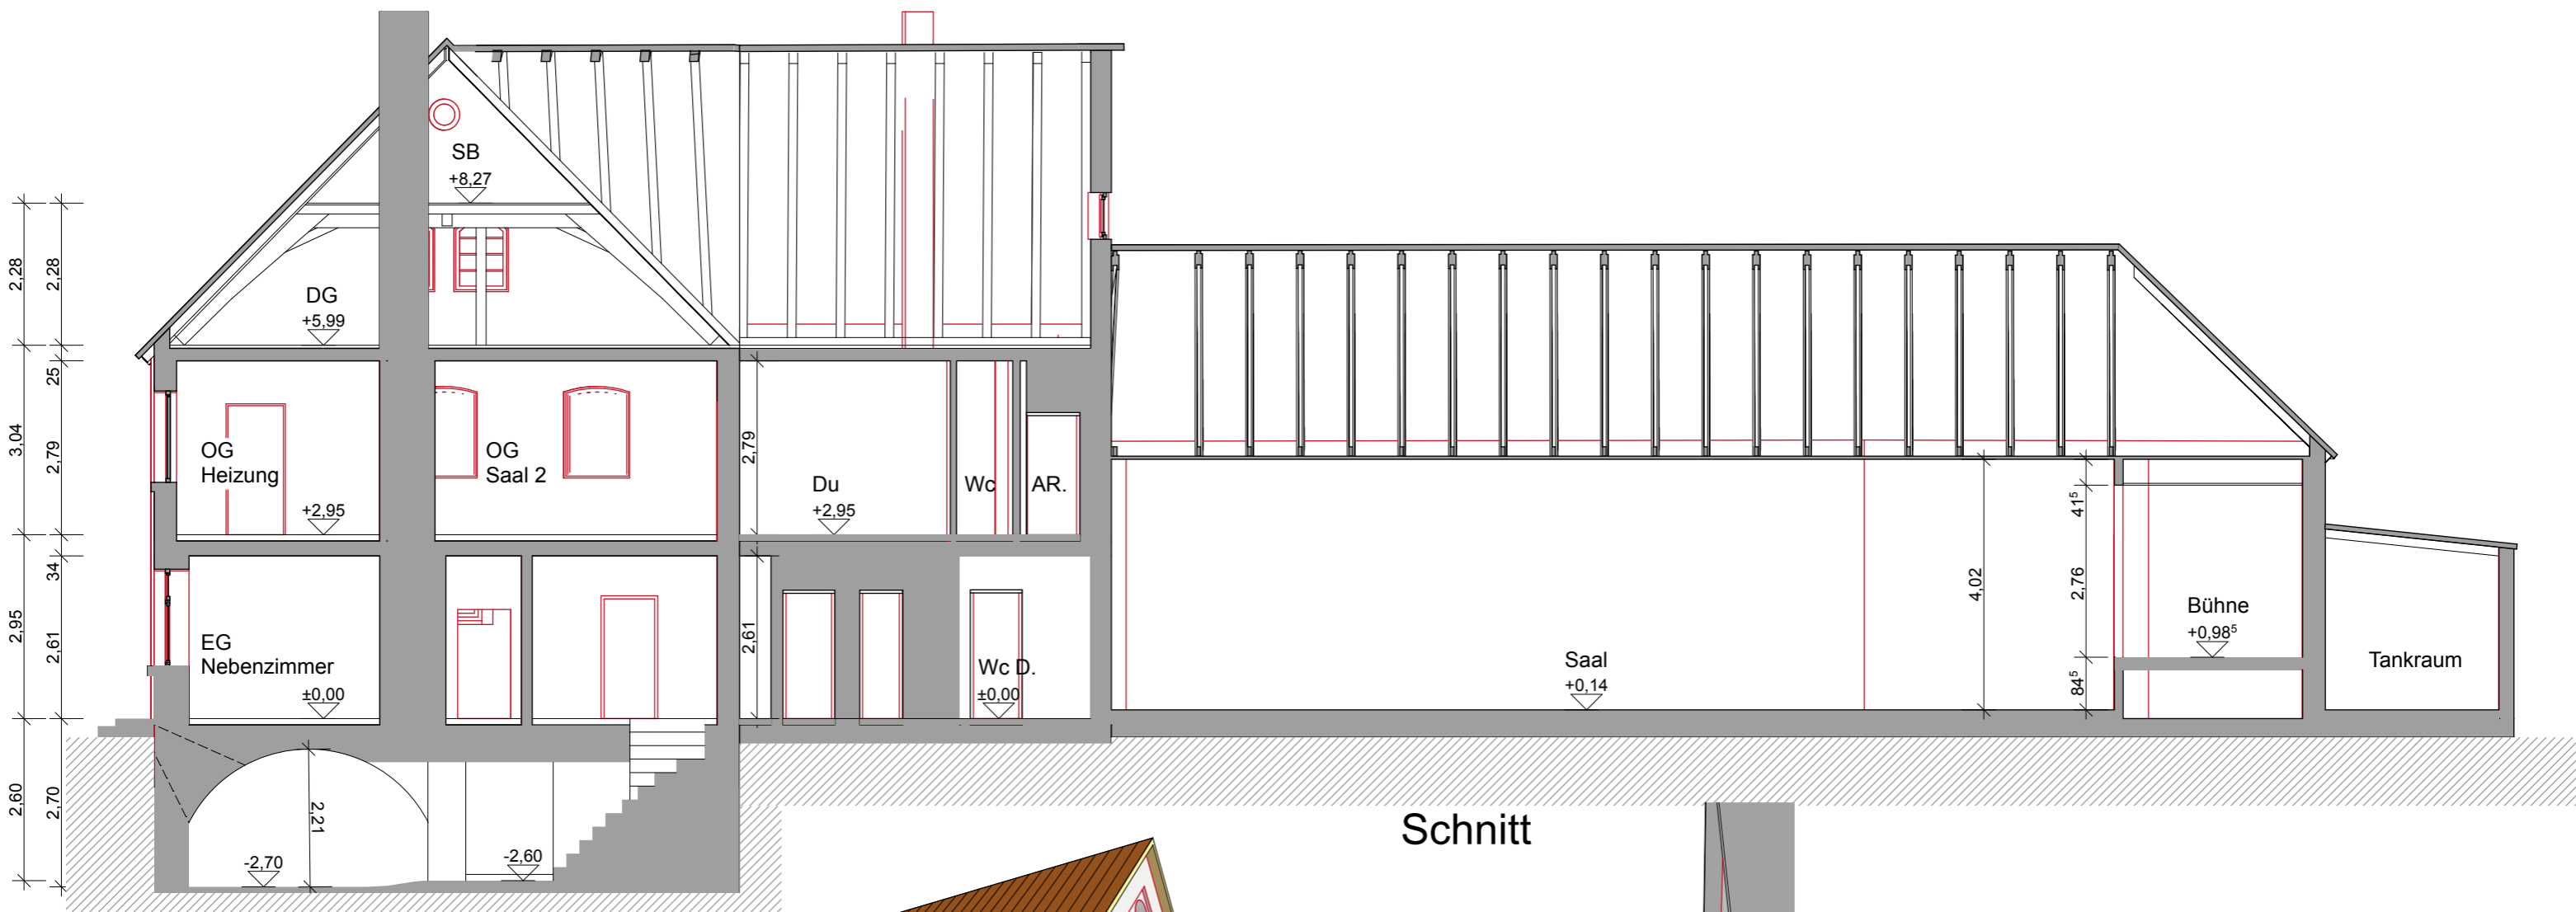 SB
+8,27
DG
+5,99
2,28
2,28
25
3,04
2,79
OG
Heizung
+2,95
OG
Saal 2
2,79
Du
+2,95
Wc
AR.
34
2,95
2,61
EG
Nebenzimmer
±0,00
2,61
Wc D.
±0,00
Saal
+0,14
4,02
41⁵
2,76
84⁵
Bühne
+0,98⁵
Tankraum
2,60
2,70
2,21
-2,70
-2,60
Schnitt